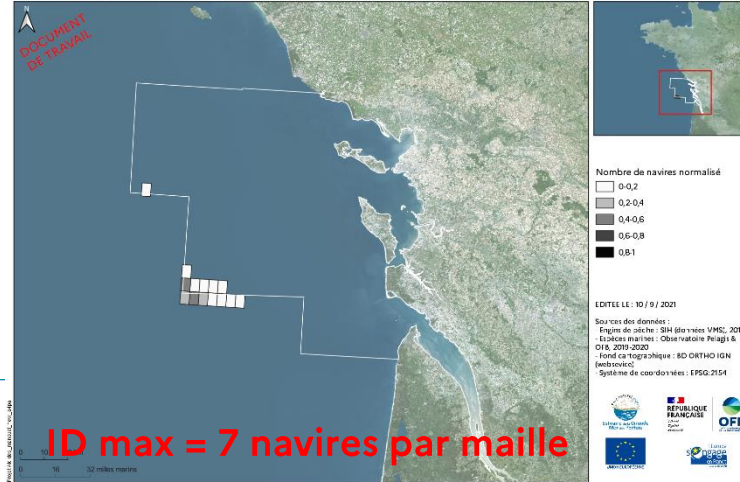 N
DOCUMENT
DE TRAVAIL
Nombre de navires normalisé
0-0,2
0,2-0,4
0,4-0,6
0,6-0,8
0,8-1
EDITEE LE : 10 / 9 / 2021
Sources des données :
- Engins de pêche : SIH (données VMS), 201
- Espèces marines : Observatoire Pelagis &
OFB, 2019-2020
- Fond cartographique : BD ORTHO IGN
(webservice)
- Système de coordonnées : EPSG:2154
RÉPUBLIQUE
FRANÇAISE
OFB
ID max = 7 navires par maille
0
16
32 milles marins